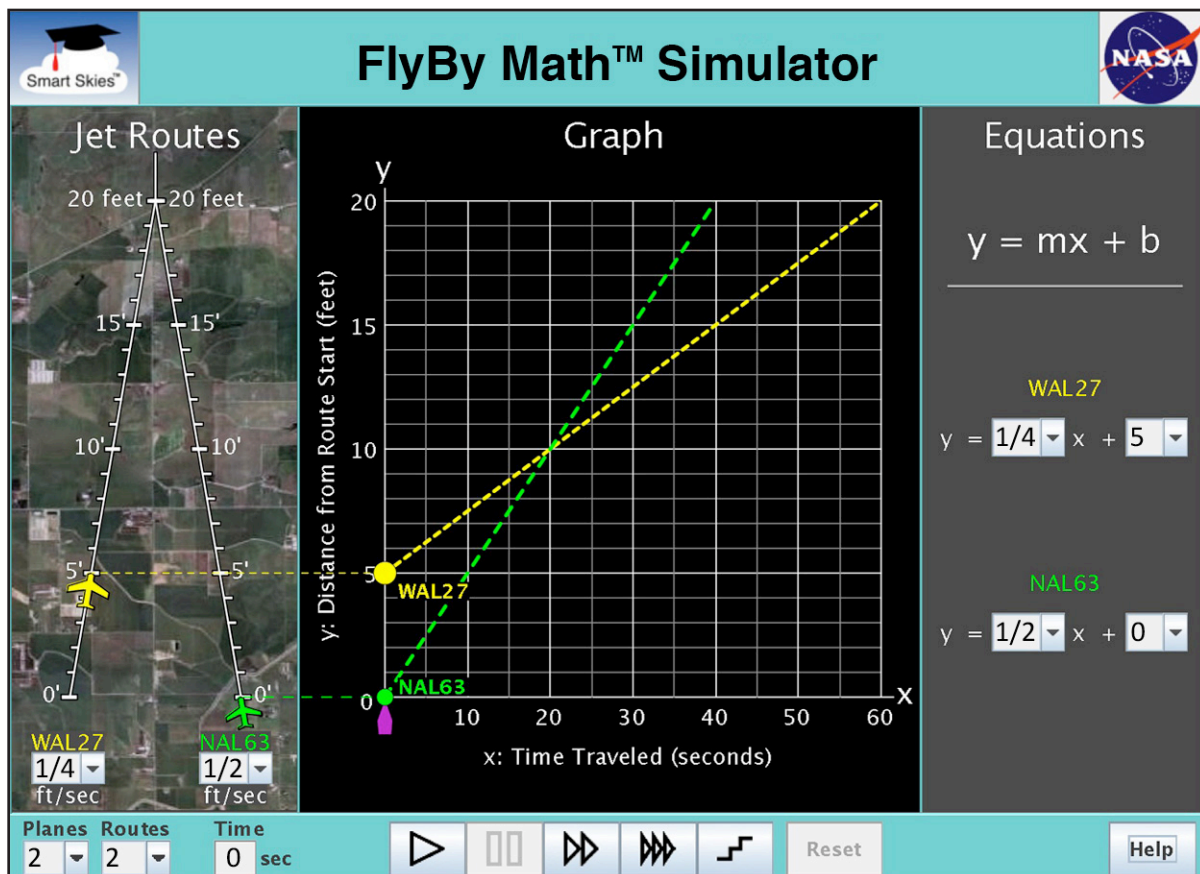 Smart Skies™
FlyBy Math™ Simulator
NASA
Jet Routes
20 feet 20 feet
15' 15'
10' 10'
5' 5'
0' 0'
WAL27 NAL63
1/4 1/2
ft/sec ft/sec
Graph
y
20
15
10
5
0
y: Distance from Route Start (feet)
WAL27
NAL63
x
10 20 30 40 50 60
x: Time Traveled (seconds)
Equations
y = mx + b
WAL27
y = 1/4 x + 5
NAL63
y = 1/2 x + 0
Planes Routes Time
2 2 0 sec
Reset
Help